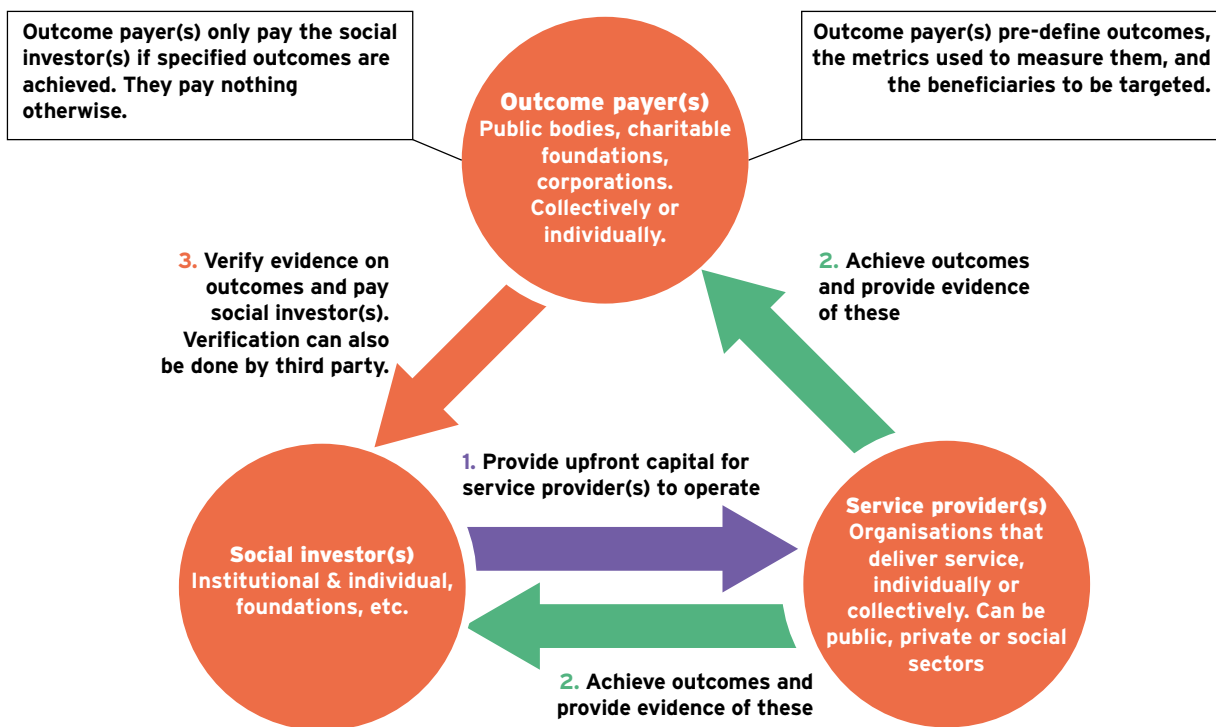 Outcome payer(s) only pay the social
investor(s) if specified outcomes are
achieved. They pay nothing
otherwise.
Outcome payer(s) pre-define outcomes,
the metrics used to measure them, and
the beneficiaries to be targeted.
Outcome payer(s)
Public bodies, charitable
foundations,
corporations.
Collectively or
individually.
3. Verify evidence on
outcomes and pay
social investor(s).
Verification can also
be done by third party.
2. Achieve outcomes
and provide evidence
of these
1. Provide upfront capital for
service provider(s) to operate
Social investor(s)
Institutional & individual,
foundations, etc.
Service provider(s)
Organisations that
deliver service,
individually or
collectively. Can be
public, private or social
sectors
2. Achieve outcomes and
provide evidence of these